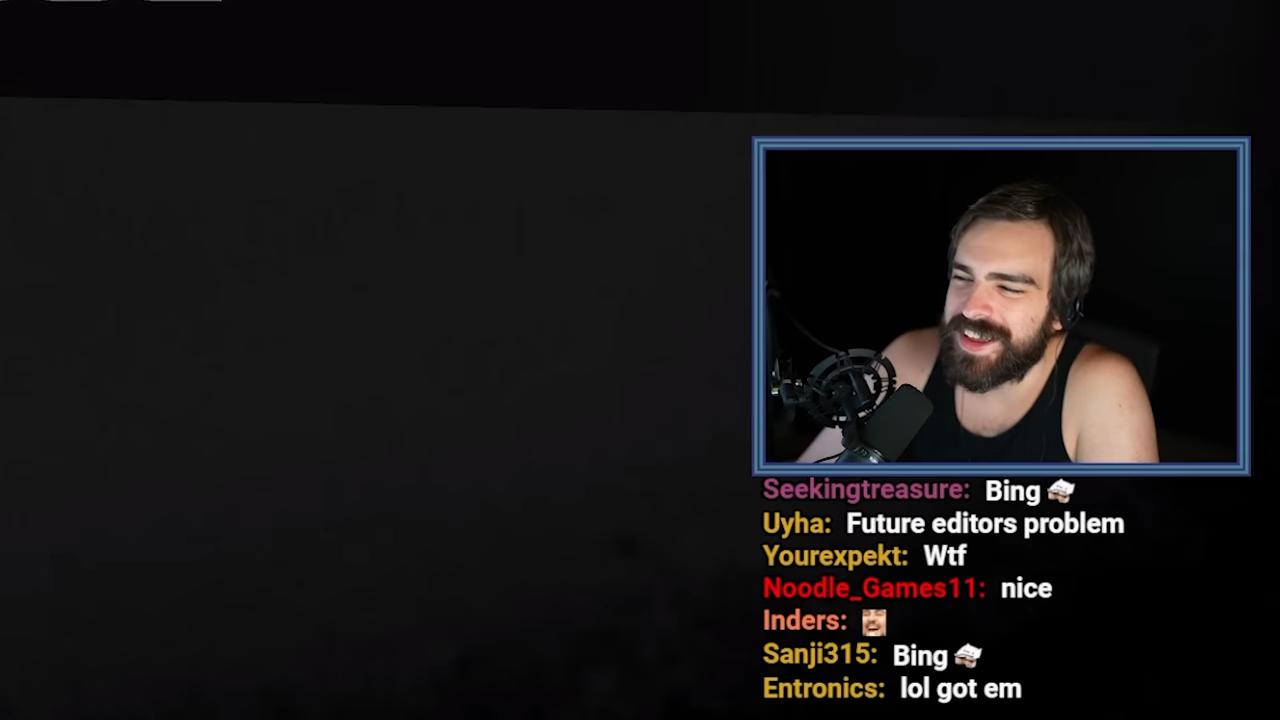 Seekingtreasure: Bing
Uyha: Future editors problem
Yourexpekt: Wtf
Noodle_Games11: nice
Inders:
Sanji315: Bing
Entronics: lol got em